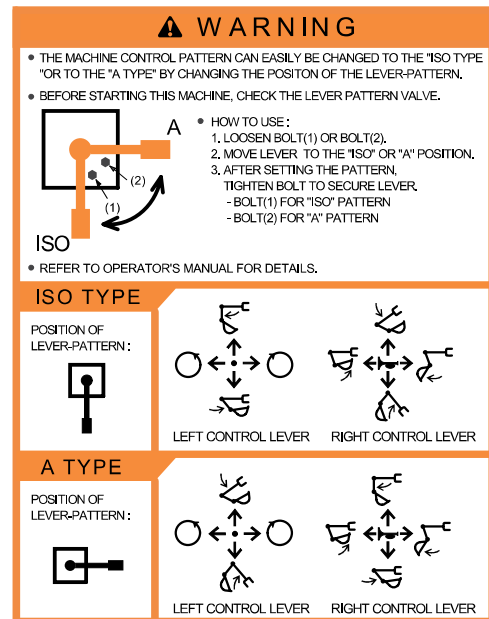 WARNING
• THE MACHINE CONTROL PATTERN CAN EASILY BE CHANGED TO THE "ISO TYPE
"OR TO THE "A TYPE" BY CHANGING THE POSITON OF THE LEVER-PATTERN.
• BEFORE STARTING THIS MACHINE, CHECK THE LEVER PATTERN VALVE.
A
(2)
(1)
ISO
• HOW TO USE :
1. LOOSEN BOLT(1) OR BOLT(2).
2. MOVE LEVER TO THE "ISO" OR "A" POSITION.
3. AFTER SETTING THE PATTERN,
TIGHTEN BOLT TO SECURE LEVER.
- BOLT(1) FOR "ISO" PATTERN
- BOLT(2) FOR "A" PATTERN
• REFER TO OPERATOR'S MANUAL FOR DETAILS.
ISO TYPE
POSITION OF
LEVER-PATTERN :
LEFT CONTROL LEVER
RIGHT CONTROL LEVER
A TYPE
POSITION OF
LEVER-PATTERN :
LEFT CONTROL LEVER
RIGHT CONTROL LEVER